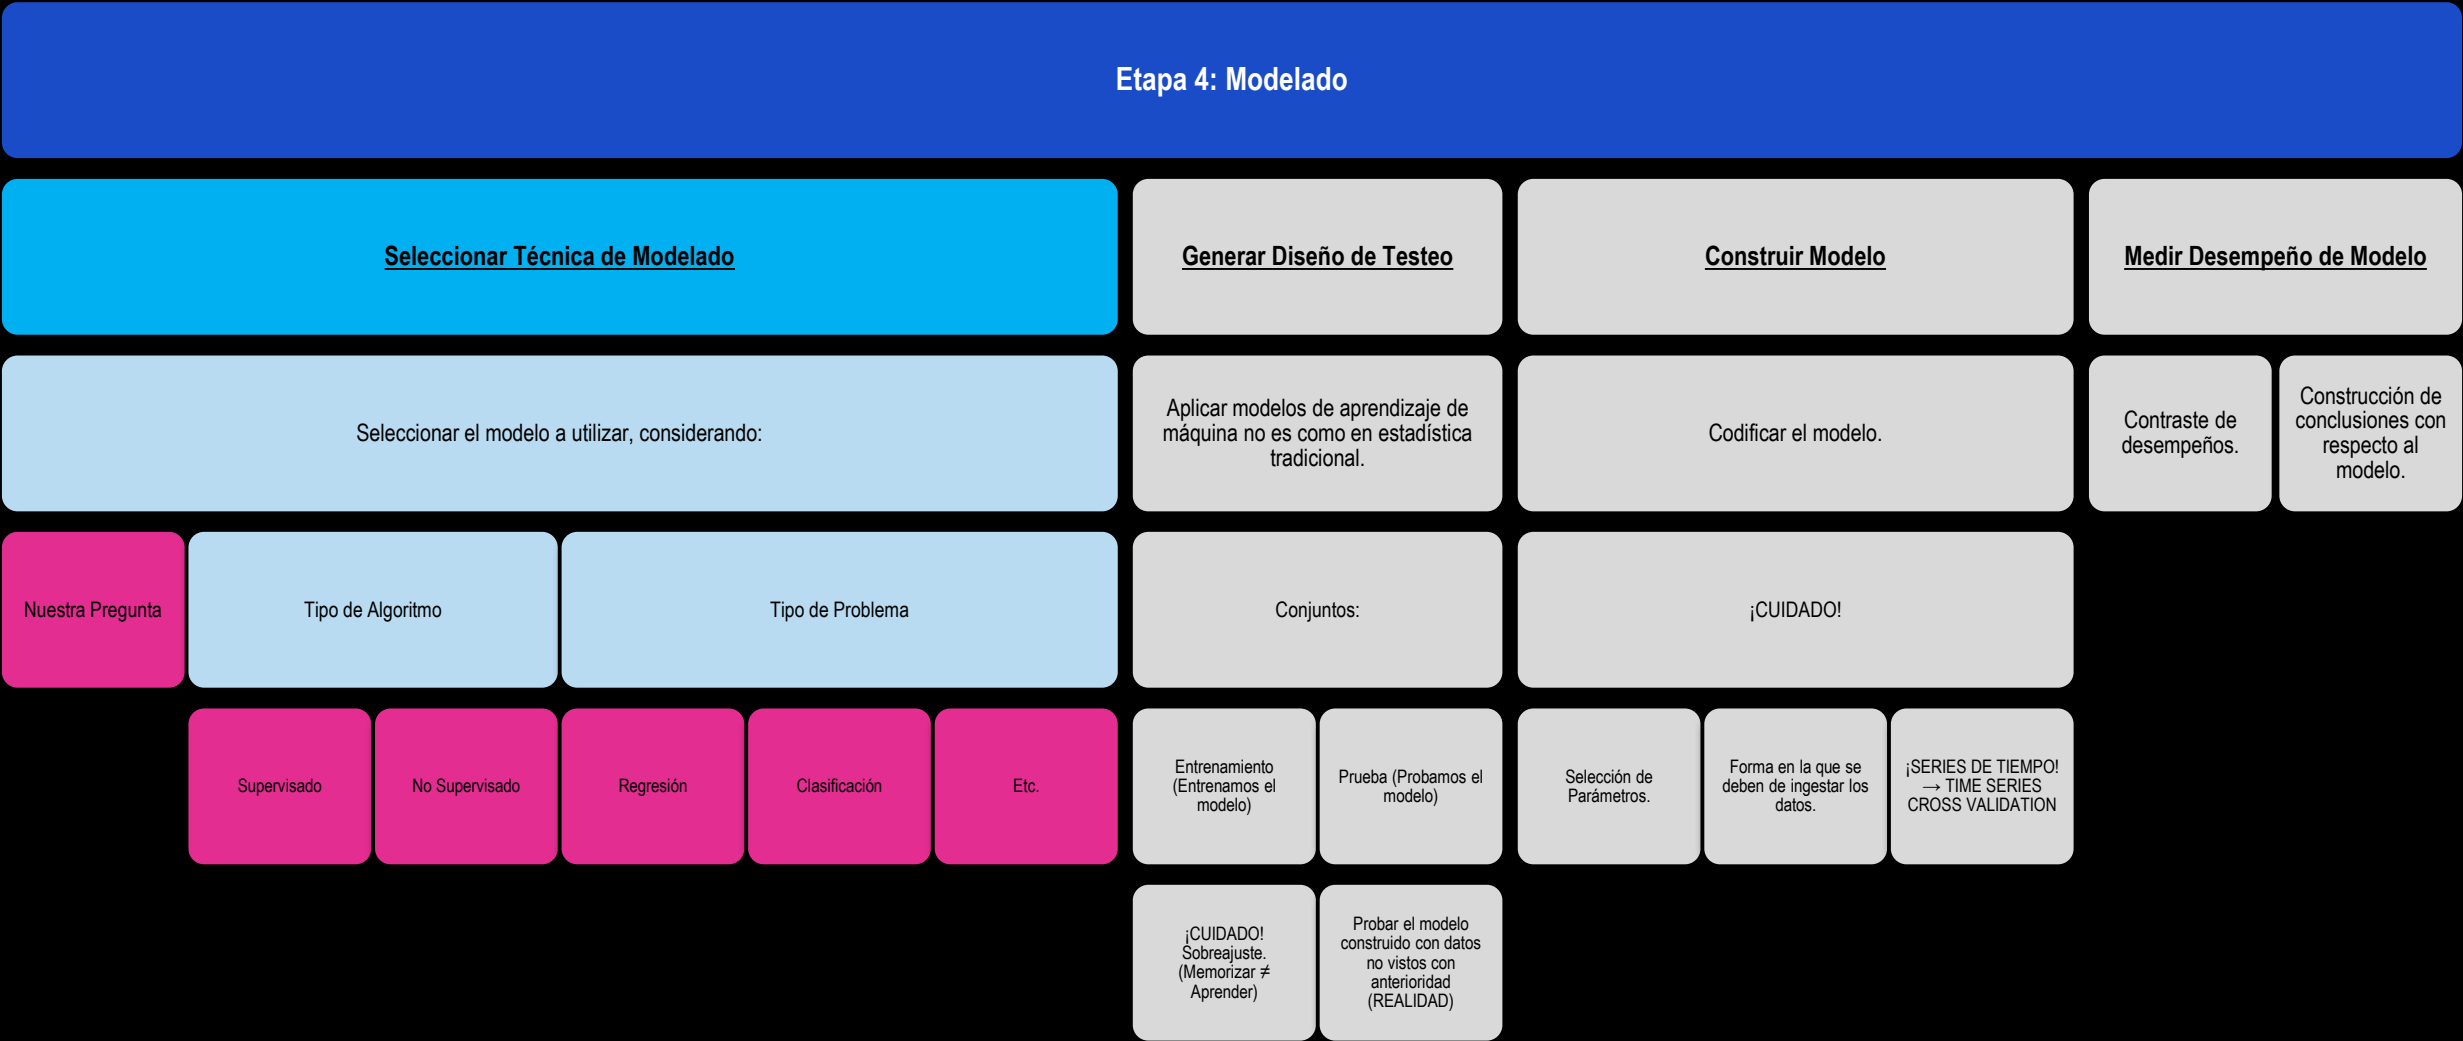 Etapa 4: Modelado
Seleccionar Técnica de Modelado
Generar Diseño de Testeo
Construir Modelo
Medir Desempeño de Modelo
Seleccionar el modelo a utilizar, considerando:
Aplicar modelos de aprendizaje de
máquina no es como en estadística
tradicional.
Codificar el modelo.
Contraste de
desempeños.
Construcción de
conclusiones con
respecto al
modelo.
Nuestra Pregunta
Tipo de Algoritmo
Tipo de Problema
Conjuntos:
¡CUIDADO!
Supervisado
No Supervisado
Regresión
Clasificación
Etc.
Entrenamiento
(Entrenamos el
modelo)
Prueba (Probamos el
modelo)
Selección de
Parámetros.
Forma en la que se
deben de ingestar los
datos.
¡SERIES DE TIEMPO!
→ TIME SERIES
CROSS VALIDATION
¡CUIDADO!
Sobreajuste.
(Memorizar ≠
Aprender)
Probar el modelo
construido con datos
no vistos con
anterioridad
(REALIDAD)